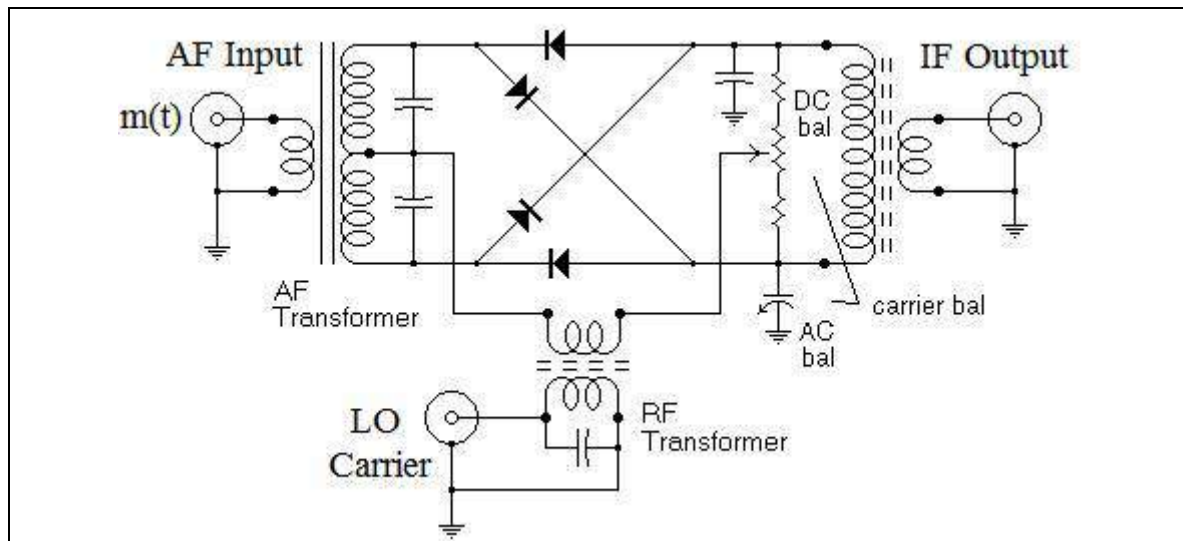 AF Input
IF Output
m(t)
DC
bal
AF
Transformer
carrier bal
AC
bal
LO
Carrier
RF
Transformer